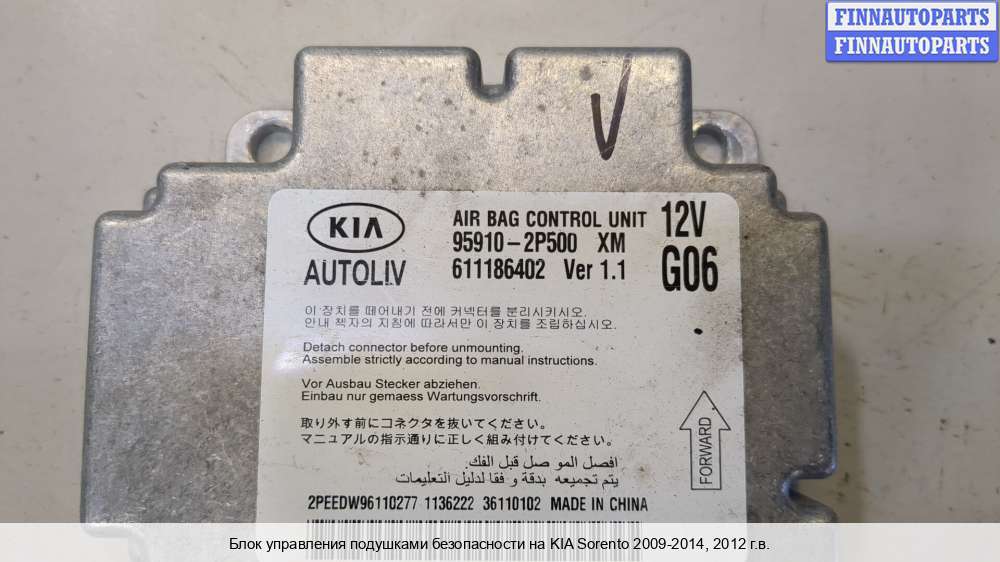 FINNAUTOPARTS
FINNAUTOPARTS
V
KIA
AUTOLIV
AIR BAG CONTROL UNIT
95910-2P500 XM
611186402 Ver 1.1
12V
G06
이 장치를 떼어내기 전에 커넥터를 분리시키시오.
안내 책자의 지침에 따라서만 이 장치를 조립하십시오.
Detach connector before unmounting.
Assemble strictly according to manual instructions.
Vor Ausbau Stecker abziehen.
Einbau nur gemaess Wartungsvorschrift.
取り外す前にコネクタを抜いてください。
マニュアルの指示通りに正しく組み付けてください。
افصل الموصل قبل الفك.
يتم تجميعه بدقة وفقا لدليل التعليمات
FORWARD
2PEEDW96110277 1136222 36110102 MADE IN CHINA
Блок управления подушками безопасности на KIA Sorento 2009-2014, 2012 г.в.